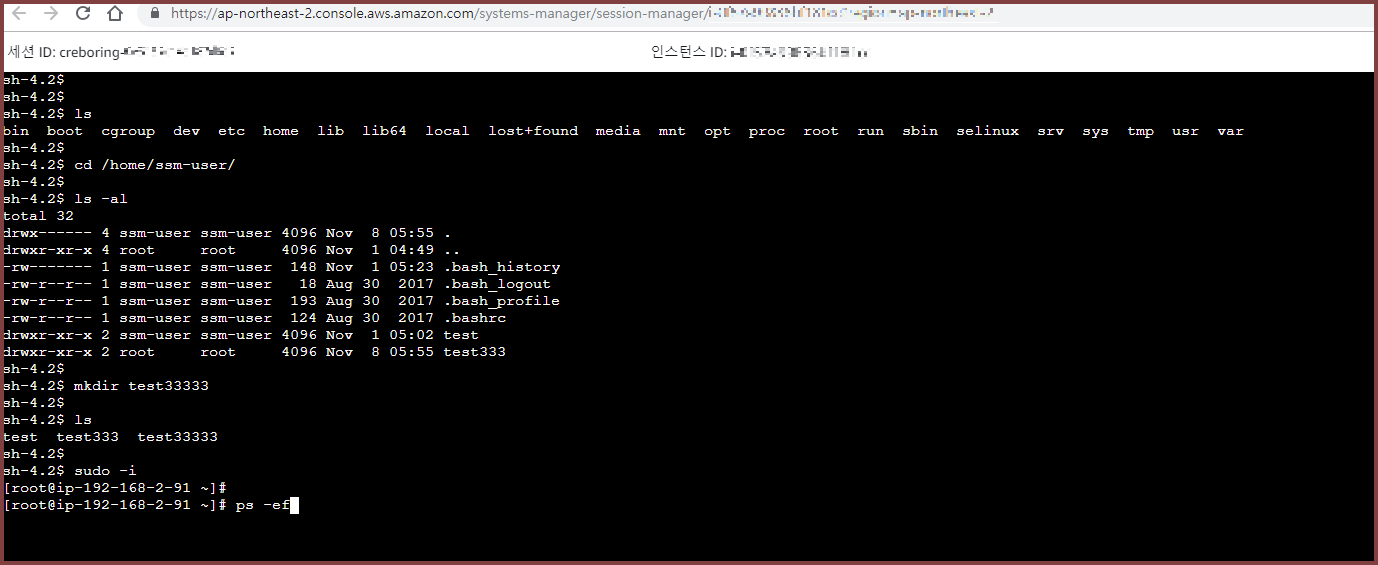 https://ap-northeast-2.console.aws.amazon.com/systems-manager/session-manager/
세션 ID: creboring-
인스턴스 ID:
sh-4.2$
sh-4.2$
sh-4.2$ ls
bin  boot  cgroup  dev  etc  home  lib  lib64  local  lost+found  media  mnt  opt  proc  root  run  sbin  selinux  srv  sys  tmp  usr  var
sh-4.2$
sh-4.2$ cd /home/ssm-user/
sh-4.2$
sh-4.2$ ls -al
total 32
drwx------ 4 ssm-user ssm-user 4096 Nov  8 05:55 .
drwxr-xr-x 4 root     root     4096 Nov  1 04:49 ..
-rw------- 1 ssm-user ssm-user  148 Nov  1 05:23 .bash_history
-rw-r--r-- 1 ssm-user ssm-user   18 Aug 30  2017 .bash_logout
-rw-r--r-- 1 ssm-user ssm-user  193 Aug 30  2017 .bash_profile
-rw-r--r-- 1 ssm-user ssm-user  124 Aug 30  2017 .bashrc
drwxr-xr-x 2 ssm-user ssm-user 4096 Nov  1 05:02 test
drwxr-xr-x 2 root     root     4096 Nov  8 05:55 test333
sh-4.2$
sh-4.2$ mkdir test33333
sh-4.2$
sh-4.2$ ls
test  test333  test33333
sh-4.2$
sh-4.2$ sudo -i
[root@ip-192-168-2-91 ~]#
[root@ip-192-168-2-91 ~]# ps -ef